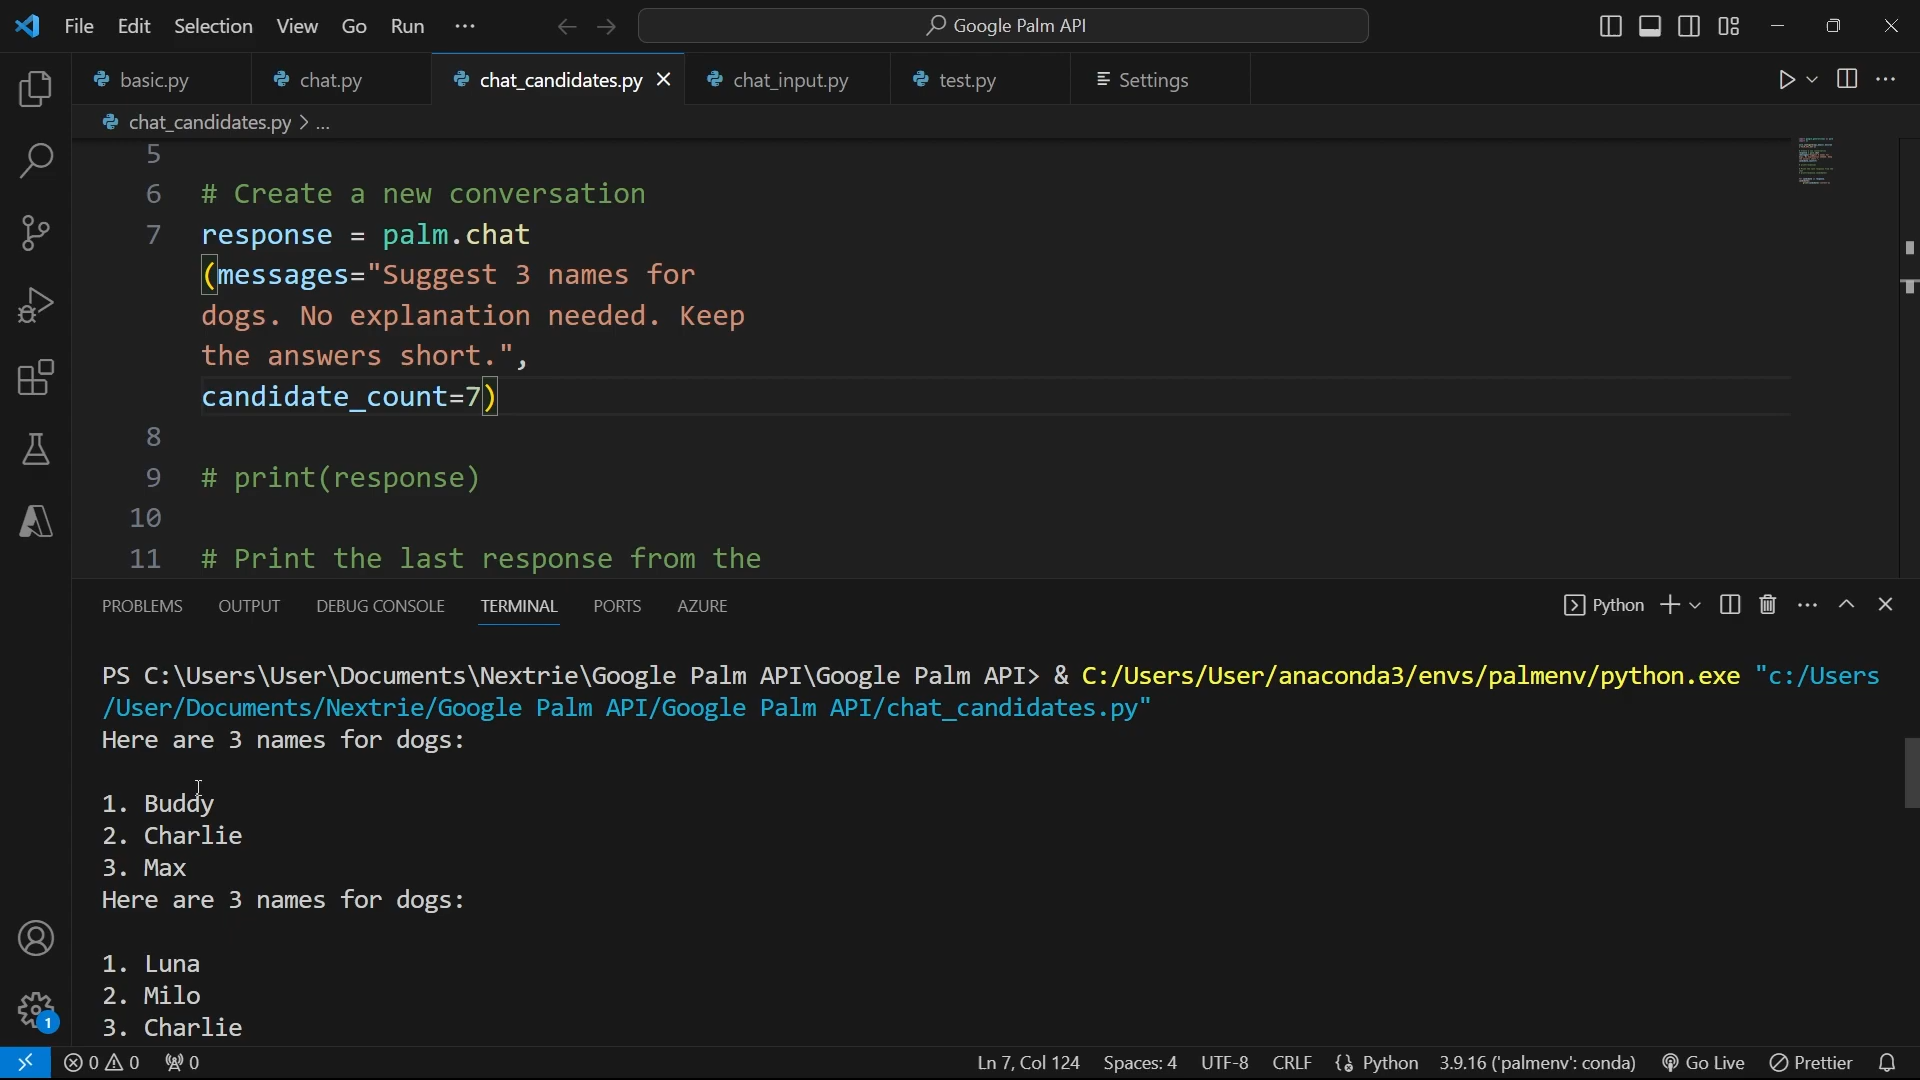 File Edit Selection View Go Run ··· Google Palm API
basic.py chat.py chat_candidates.py chat_input.py test.py Settings
chat_candidates.py > ...
5
6 # Create a new conversation
7 response = palm.chat
(messages="Suggest 3 names for
dogs. No explanation needed. Keep
the answers short.",
candidate_count=7)
8
9 # print(response)
10
11 # Print the last response from the
PROBLEMS OUTPUT DEBUG CONSOLE TERMINAL PORTS AZURE Python
PS C:\Users\User\Documents\Nextrie\Google Palm API\Google Palm API> & C:/Users/User/anaconda3/envs/palmenv/python.exe "c:/Users
/User/Documents/Nextrie/Google Palm API/Google Palm API/chat_candidates.py"
Here are 3 names for dogs:
1. Buddy
2. Charlie
3. Max
Here are 3 names for dogs:
1. Luna
2. Milo
3. Charlie
1
0 0 0 Ln 7, Col 124 Spaces: 4 UTF-8 CRLF Python 3.9.16 ('palmenv': conda) Go Live Prettier